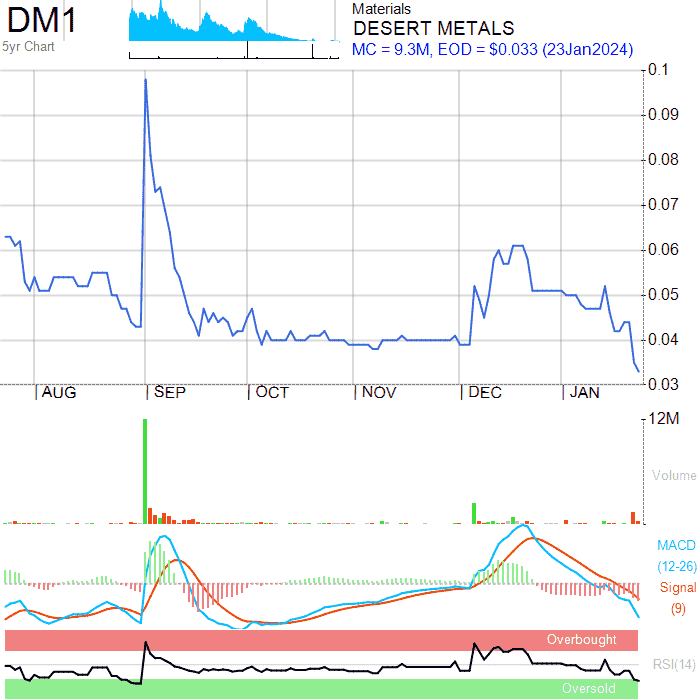 DM1
5yr Chart
Materials
DESERT METALS
MC = 9.3M, EOD = $0.033 (23Jan2024)
0.1
0.09
0.08
0.07
0.06
0.05
0.04
0.03
AUG SEP OCT NOV DEC JAN
12M
Volume
MACD
(12-26)
Signal
(9)
Overbought
RSI(14)
Oversold